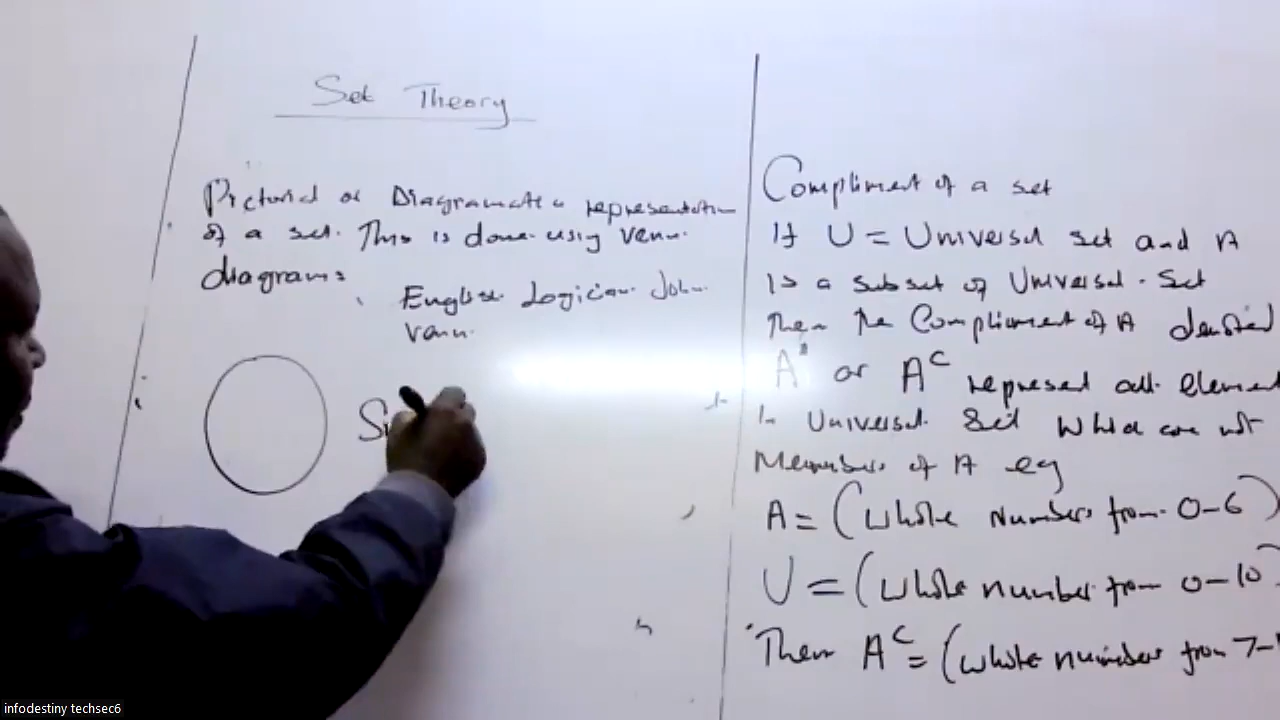 Set Theory
Pictorial or Diagramatic representation
of a set. This is done using venn
diagrams
English Logician John
Venn.
S
Compliment of a set
If U = Universal set and A
Is a subset of Universal Set
Then the Compliment of A denoted
A' or A^c represent all element
In Universal Set which are not
Members of A eg
A = (Whole Numbers from 0-6)
U = (Whole number from 0-10)
Then A^c = (Whole numbers from 7-1
infodestiny techsec6